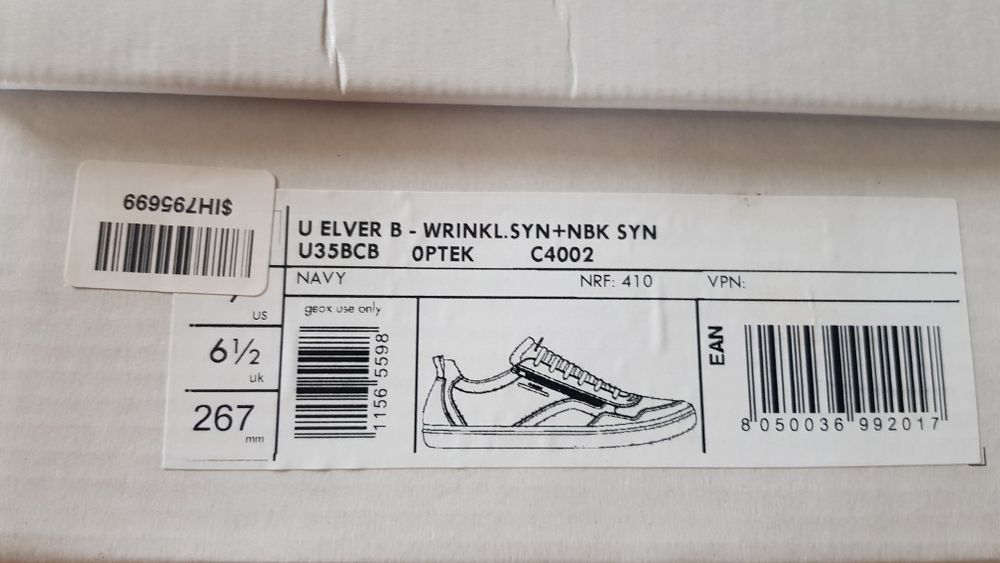 $IH795699
U ELVER B - WRINKL.SYN+NBK SYN
U35BCB 0PTEK C4002
NAVY NRF: 410 VPN:
us
6½
uk
267
mm
geox use only
1156 5598
EAN
8 050036 992017